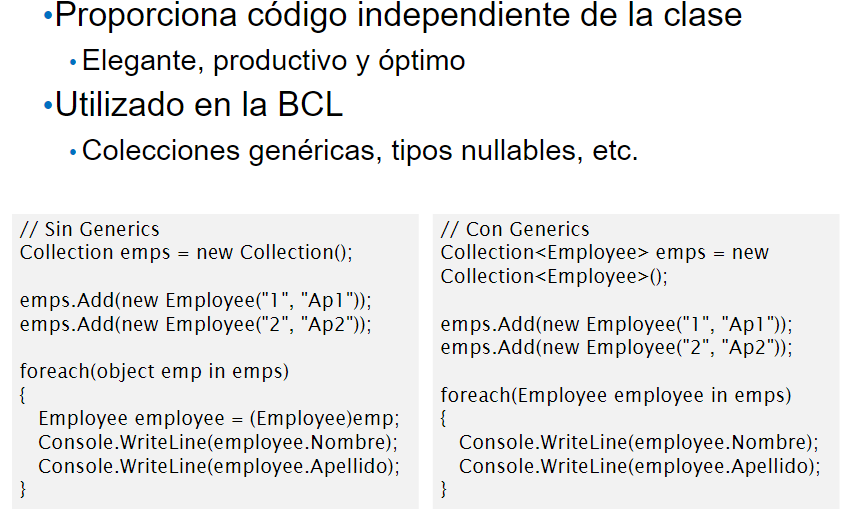 •Proporciona código independiente de la clase
•Elegante, productivo y óptimo
•Utilizado en la BCL
•Colecciones genéricas, tipos nullables, etc.
// Sin Generics
Collection emps = new Collection();
emps.Add(new Employee("1", "Ap1"));
emps.Add(new Employee("2", "Ap2"));
foreach(object emp in emps)
{
Employee employee = (Employee)emp;
Console.WriteLine(employee.Nombre);
Console.WriteLine(employee.Apellido);
}
// Con Generics
Collection<Employee> emps = new
Collection<Employee>();
emps.Add(new Employee("1", "Ap1"));
emps.Add(new Employee("2", "Ap2"));
foreach(Employee employee in emps)
{
Console.WriteLine(employee.Nombre);
Console.WriteLine(employee.Apellido);
}